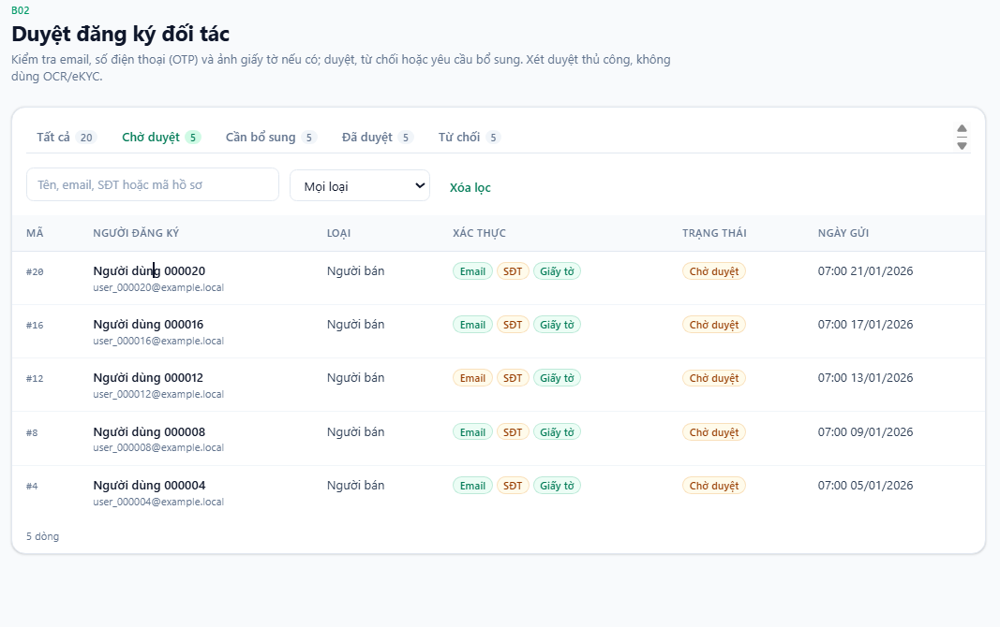 B02
Duyệt đăng ký đối tác
Kiểm tra email, số điện thoại (OTP) và ảnh giấy tờ nếu có; duyệt, từ chối hoặc yêu cầu bổ sung. Xét duyệt thủ công, không
dùng OCR/eKYC.
Tất cả 20 Chờ duyệt 5 Cần bổ sung 5 Đã duyệt 5 Từ chối 5
Tên, email, SĐT hoặc mã hồ sơ Mọi loại Xóa lọc
MÃ NGƯỜI ĐĂNG KÝ LOẠI XÁC THỰC TRẠNG THÁI NGÀY GỬI
#20 Người dùng 000020 Người bán Email SĐT Giấy tờ Chờ duyệt 07:00 21/01/2026
user_000020@example.local
#16 Người dùng 000016 Người bán Email SĐT Giấy tờ Chờ duyệt 07:00 17/01/2026
user_000016@example.local
#12 Người dùng 000012 Người bán Email SĐT Giấy tờ Chờ duyệt 07:00 13/01/2026
user_000012@example.local
#8 Người dùng 000008 Người bán Email SĐT Giấy tờ Chờ duyệt 07:00 09/01/2026
user_000008@example.local
#4 Người dùng 000004 Người bán Email SĐT Giấy tờ Chờ duyệt 07:00 05/01/2026
user_000004@example.local
5 dòng